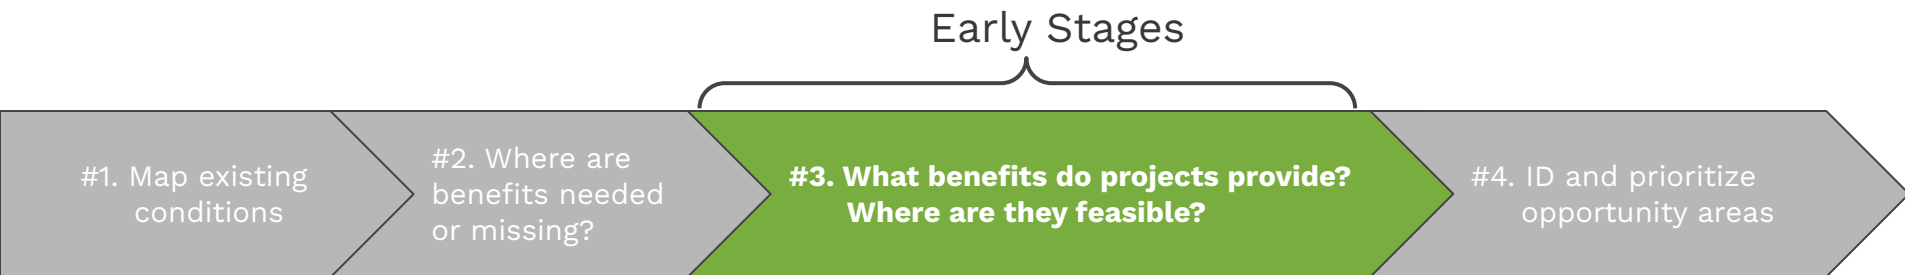 Early Stages
#1. Map existing
conditions
#2. Where are
benefits needed
or missing?
#3. What benefits do projects provide?
Where are they feasible?
#4. ID and prioritize
opportunity areas